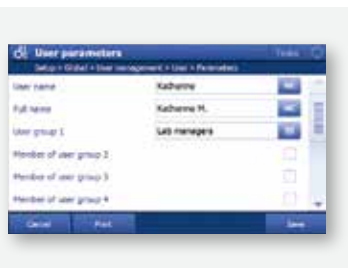 User parameters Tasks
Setup > Global > User management > User > Parameters
User name Katherine
Full name Katherine M.
User group 1 Lab managers
Member of user group 2
Member of user group 3
Member of user group 4
Cancel Print Save